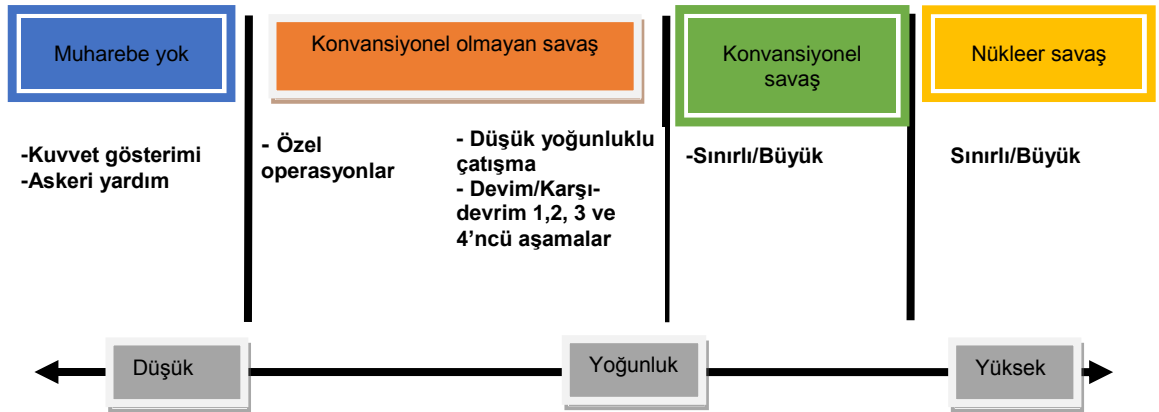 Muharebe yok
Konvansiyonel olmayan savaş
Konvansiyonel
savaş
Nükleer savaş
-Kuvvet gösterimi
-Askeri yardım
- Özel
operasyonlar
- Düşük yoğunluklu
çatışma
- Devim/Karşı-
devrim 1,2, 3 ve
4’ncü aşamalar
-Sınırlı/Büyük
Sınırlı/Büyük
Düşük
Yoğunluk
Yüksek